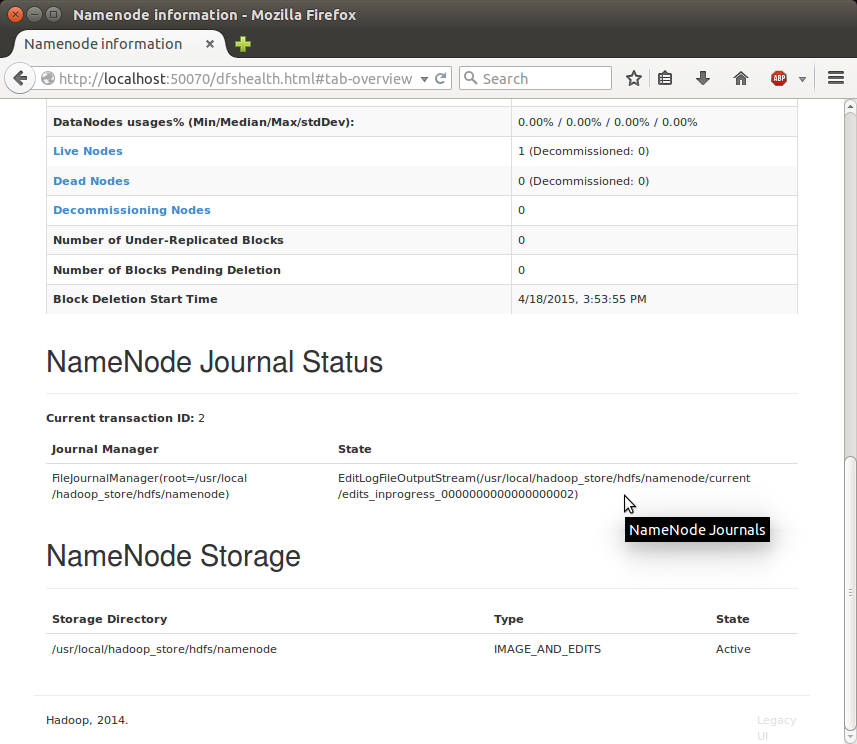 Namenode information - Mozilla Firefox
Namenode information
http://localhost:50070/dfshealth.html#tab-overview
Search
ABP
DataNodes usages% (Min/Median/Max/stdDev): 0.00% / 0.00% / 0.00% / 0.00%
Live Nodes 1 (Decommissioned: 0)
Dead Nodes 0 (Decommissioned: 0)
Decommissioning Nodes 0
Number of Under-Replicated Blocks 0
Number of Blocks Pending Deletion 0
Block Deletion Start Time 4/18/2015, 3:53:55 PM
NameNode Journal Status
Current transaction ID: 2
Journal Manager State
FileJournalManager(root=/usr/local EditLogFileOutputStream(/usr/local/hadoop_store/hdfs/namenode/current
/hadoop_store/hdfs/namenode) /edits_inprogress_0000000000000000002)
NameNode Journals
NameNode Storage
Storage Directory Type State
/usr/local/hadoop_store/hdfs/namenode IMAGE_AND_EDITS Active
Hadoop, 2014. Legacy
UI